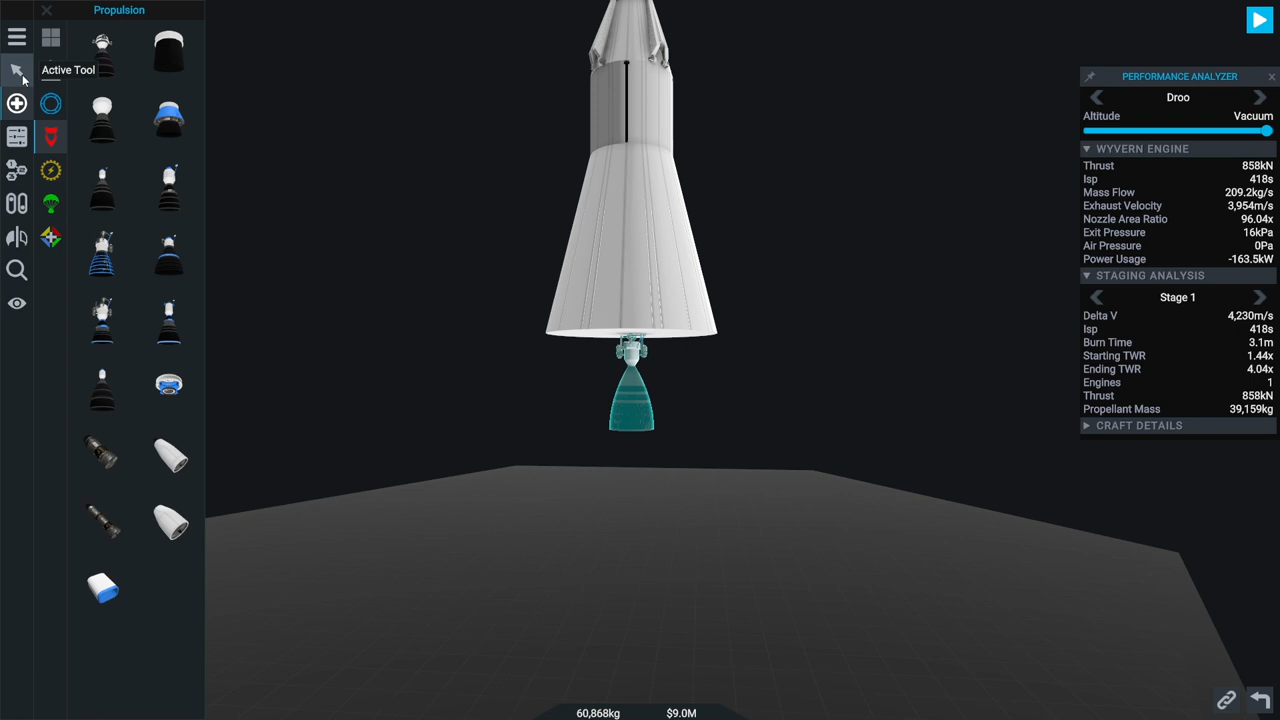 Propulsion
Active Tool
PERFORMANCE ANALYZER
Droo
Altitude Vacuum
WYVERN ENGINE
Thrust 858kN
Isp 418s
Mass Flow 209.2kg/s
Exhaust Velocity 3,954m/s
Nozzle Area Ratio 96.04x
Exit Pressure 16kPa
Air Pressure 0Pa
Power Usage -163.5kW
STAGING ANALYSIS
Stage 1
Delta V 4,230m/s
Isp 418s
Burn Time 3.1m
Starting TWR 1.44x
Ending TWR 4.04x
Engines 1
Thrust 858kN
Propellant Mass 39,159kg
CRAFT DETAILS
60,868kg $9.0M